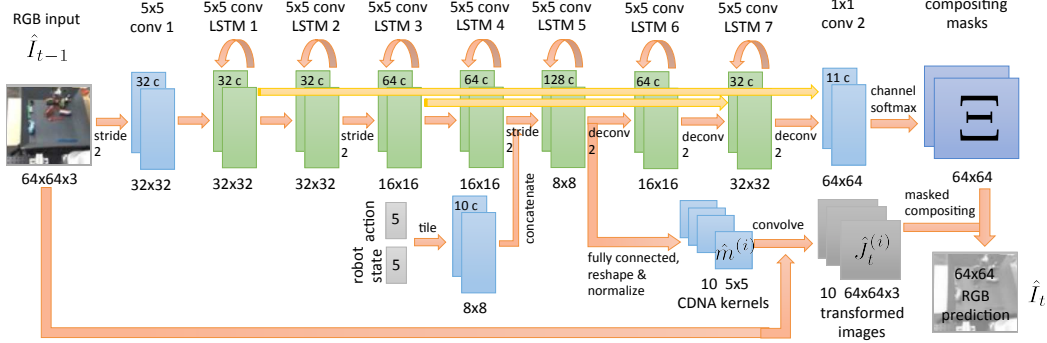 RGB input
Î_{t−1}
5x5
conv 1
5x5 conv
LSTM 1
5x5 conv
LSTM 2
5x5 conv
LSTM 3
5x5 conv
LSTM 4
5x5 conv
LSTM 5
5x5 conv
LSTM 6
5x5 conv
LSTM 7
1x1
conv 2
compositing
masks
32 c
32 c
32 c
64 c
64 c
128 c
64 c
32 c
11 c
stride
2
stride
2
stride
2
deconv
2
deconv
2
deconv
2
channel
softmax
Ξ
64x64x3
32x32
32x32
32x32
16x16
16x16
8x8
16x16
32x32
64x64
64x64
action
5
robot
state
5
tile
10 c
8x8
concatenate
fully connected,
reshape &
normalize
m̂^{(i)}
10 5x5
CDNA kernels
convolve
Ĵ_t^{(i)}
10 64x64x3
transformed
images
masked
compositing
64x64
RGB
prediction
Î_t